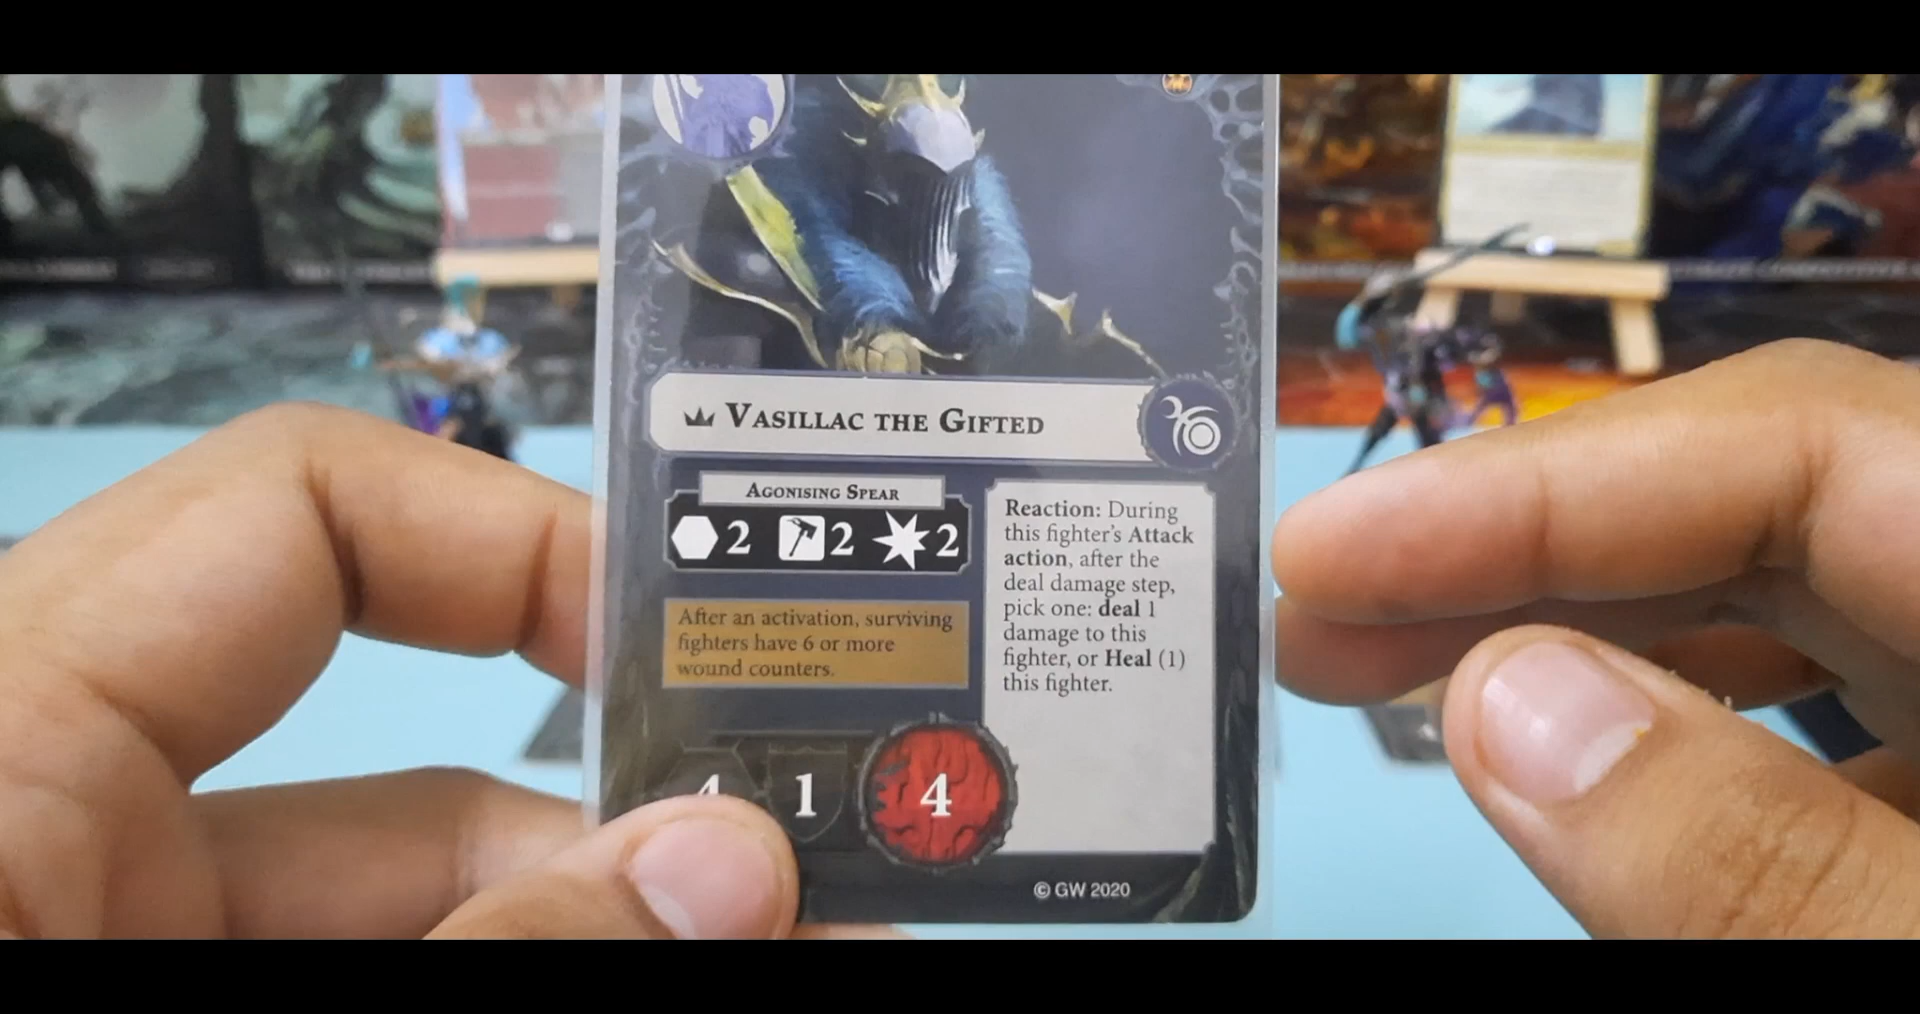 VASILLAC THE GIFTED
AGONISING SPEAR
2 2 2
Reaction: During
this fighter's Attack
action, after the
deal damage step,
pick one: deal 1
damage to this
fighter, or Heal (1)
this fighter.
After an activation, surviving
fighters have 6 or more
wound counters.
4 1 4
© GW 2020